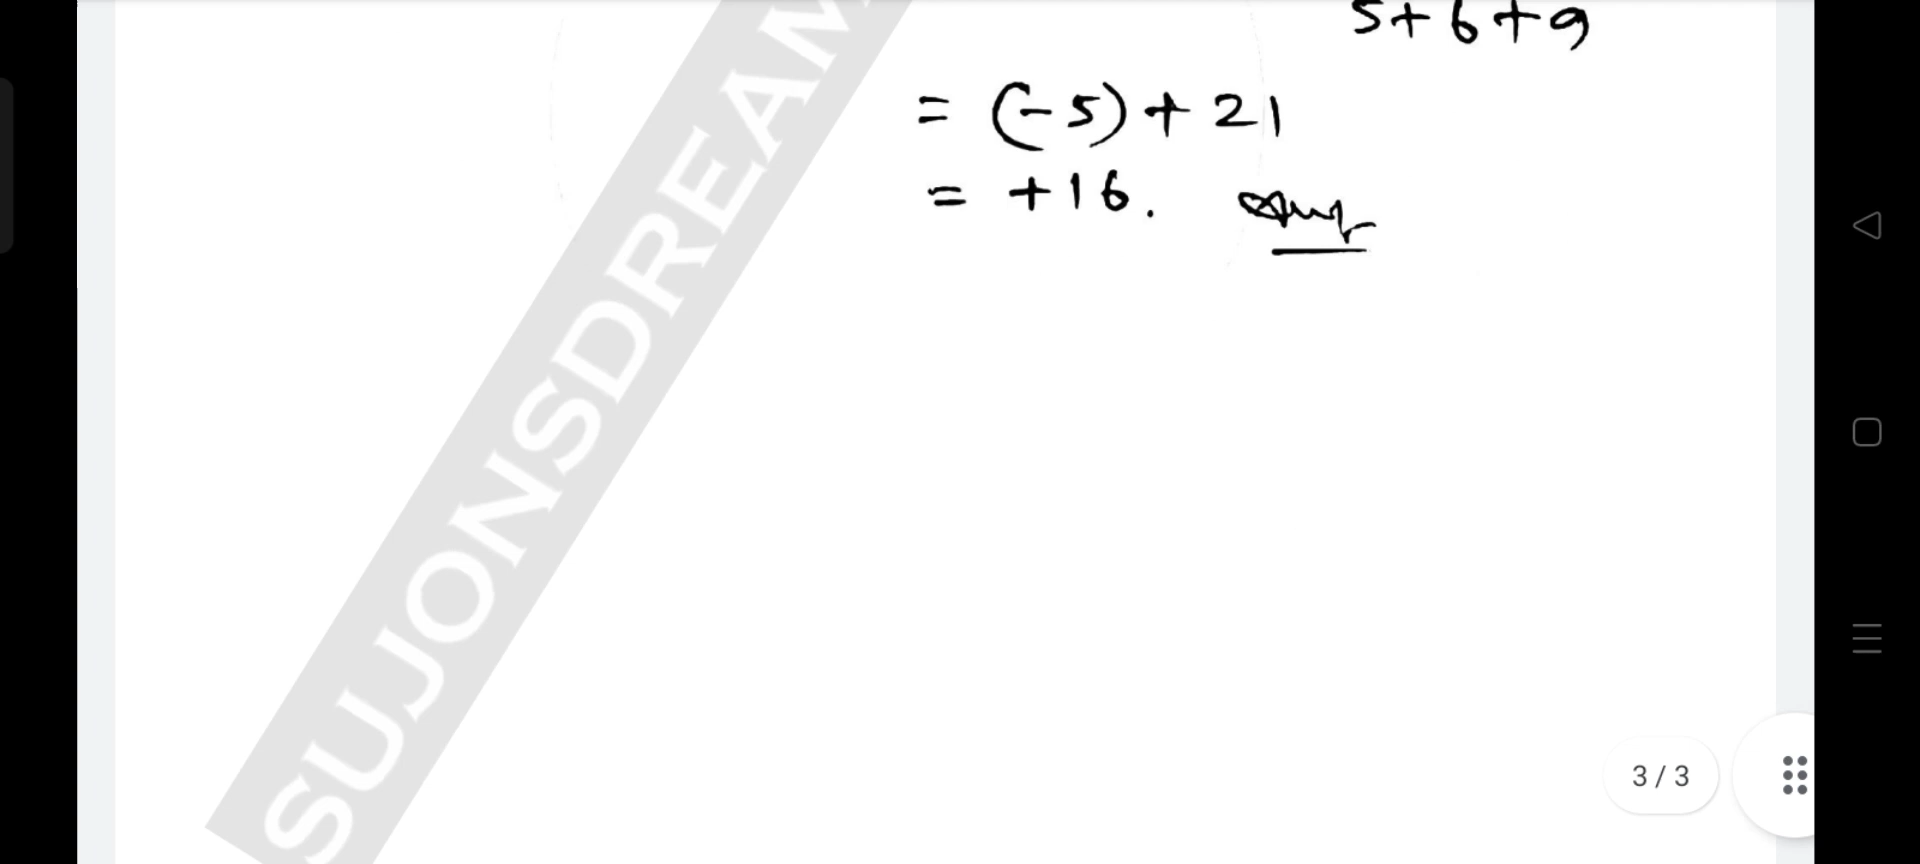 5+6+9
= (-5) + 21
= +16. Ans
SUJONSDREAM
3 / 3